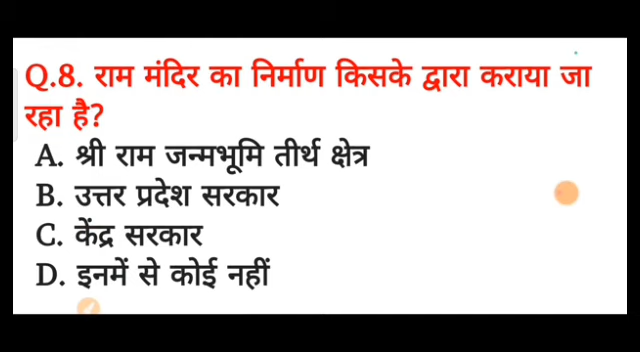 Q.8. राम मंदिर का निर्माण किसके द्वारा कराया जा
रहा है?
A. श्री राम जन्मभूमि तीर्थ क्षेत्र
B. उत्तर प्रदेश सरकार
C. केंद्र सरकार
D. इनमें से कोई नहीं